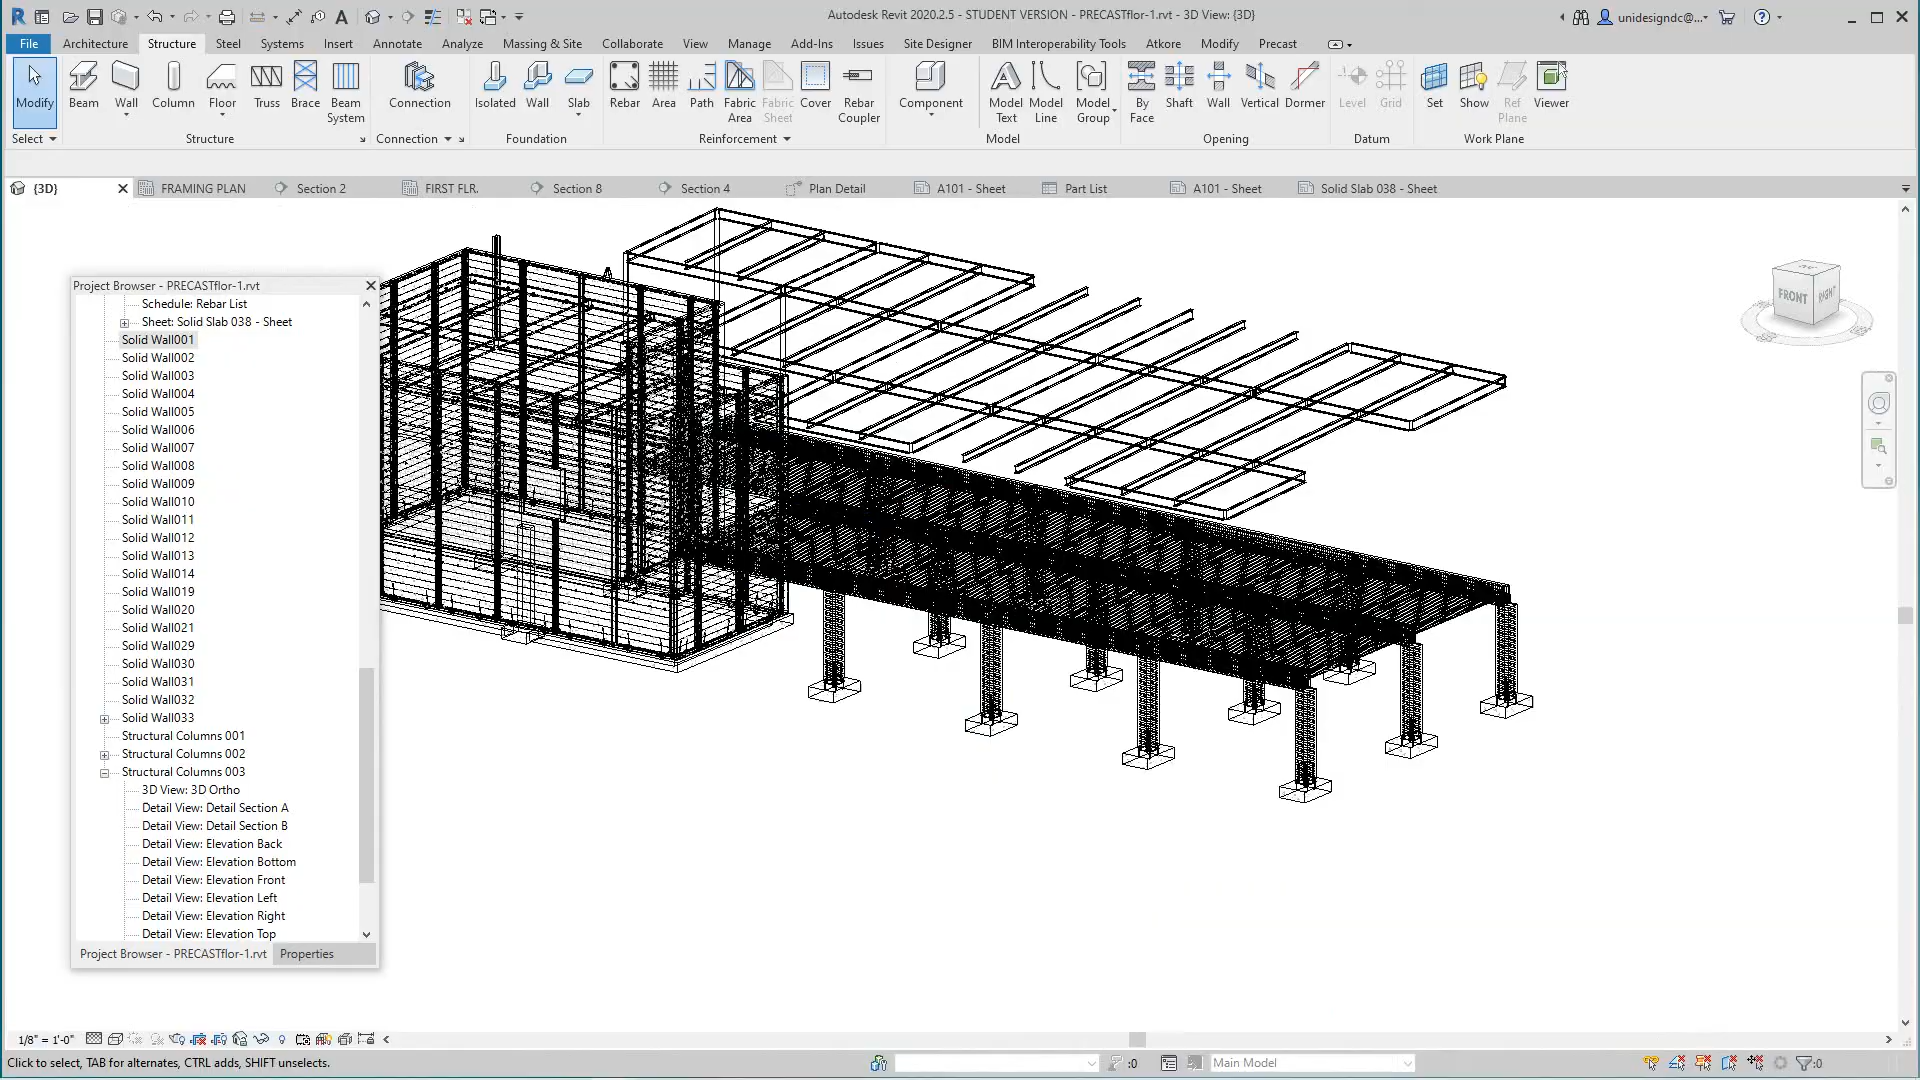 Autodesk Revit 2020.2.5 - STUDENT VERSION - PRECASTflor-1.rvt - 3D View: {3D}
unidesigndc@...
File Architecture Structure Steel Systems Insert Annotate Analyze Massing & Site Collaborate View Manage Add-Ins Issues Site Designer BIM Interoperability Tools Atkore Modify Precast
Modify Beam Wall Column Floor Truss Brace Beam System Connection Isolated Wall Slab Rebar Area Path Fabric Area Fabric Sheet Cover Rebar Coupler Component Model Text Model Line Model Group By Face Shaft Wall Vertical Dormer Level Grid Set Show Ref Plane Viewer
Select Structure Connection Foundation Reinforcement Model Opening Datum Work Plane
{3D} FRAMING PLAN Section 2 FIRST FLR. Section 8 Section 4 Plan Detail A101 - Sheet Part List A101 - Sheet Solid Slab 038 - Sheet
FRONT RIGHT
Project Browser - PRECASTflor-1.rvt
Schedule: Rebar List
Sheet: Solid Slab 038 - Sheet
Solid Wall001
Solid Wall002
Solid Wall003
Solid Wall004
Solid Wall005
Solid Wall006
Solid Wall007
Solid Wall008
Solid Wall009
Solid Wall010
Solid Wall011
Solid Wall012
Solid Wall013
Solid Wall014
Solid Wall019
Solid Wall020
Solid Wall021
Solid Wall029
Solid Wall030
Solid Wall031
Solid Wall032
Solid Wall033
Structural Columns 001
Structural Columns 002
Structural Columns 003
3D View: 3D Ortho
Detail View: Detail Section A
Detail View: Detail Section B
Detail View: Elevation Back
Detail View: Elevation Bottom
Detail View: Elevation Front
Detail View: Elevation Left
Detail View: Elevation Right
Detail View: Elevation Top
Project Browser - PRECASTflor-1.rvt Properties
1/8" = 1'-0"
Click to select, TAB for alternates, CTRL adds, SHIFT unselects. :0 Main Model :0